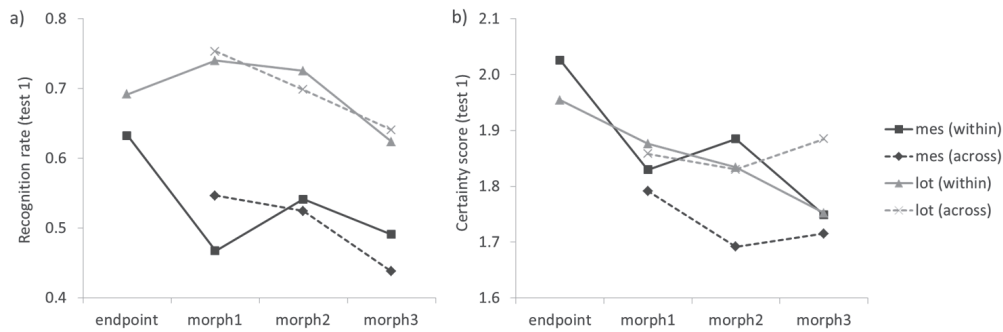 a)
Recognition rate (test 1)
0.8
0.7
0.6
0.5
0.4
endpoint morph1 morph2 morph3
b)
Certainty score (test 1)
2.1
2.0
1.9
1.8
1.7
1.6
endpoint morph1 morph2 morph3
mes (within)
mes (across)
lot (within)
lot (across)